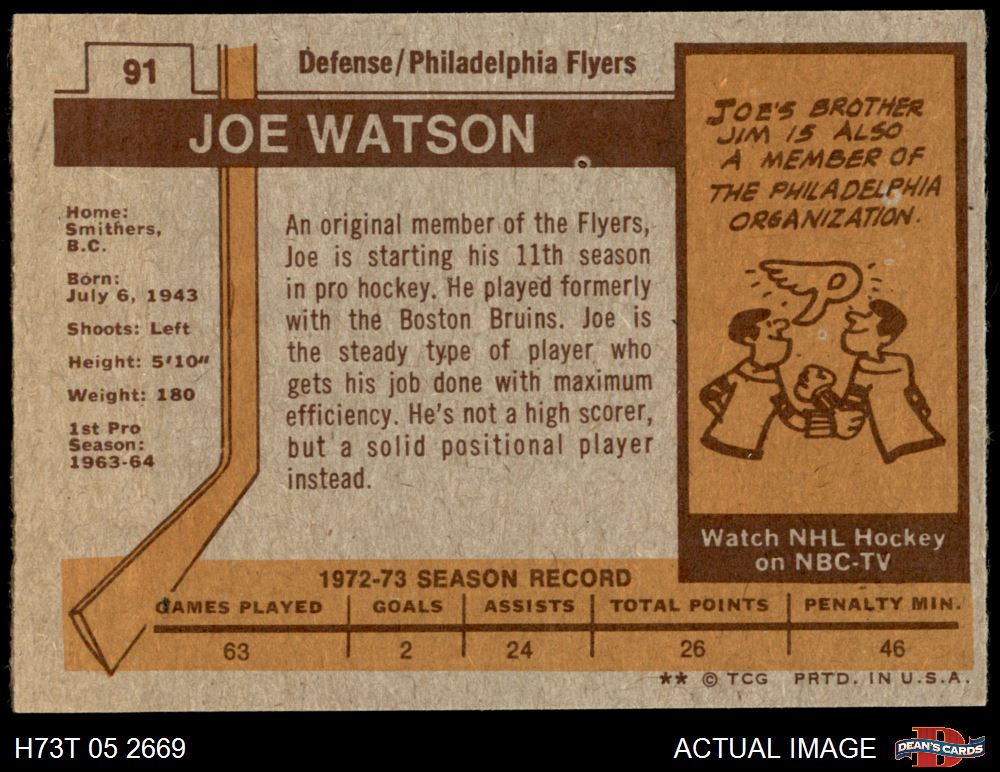 91
Defense/Philadelphia Flyers
JOE WATSON
Home:
Smithers,
B.C.
Born:
July 6, 1943
Shoots: Left
Height: 5'10"
Weight: 180
1st Pro
Season:
1963-64
An original member of the Flyers,
Joe is starting his 11th season
in pro hockey. He played formerly
with the Boston Bruins. Joe is
the steady type of player who
gets his job done with maximum
efficiency. He's not a high scorer,
but a solid positional player
instead.
JOE'S BROTHER
JIM IS ALSO
A MEMBER OF
THE PHILADELPHIA
ORGANIZATION.
P
Watch NHL Hockey
on NBC-TV
1972-73 SEASON RECORD
GAMES PLAYED GOALS ASSISTS TOTAL POINTS PENALTY MIN.
63 2 24 26 46
** © TCG PRTD. IN U.S.A.
H73T 05 2669
ACTUAL IMAGE
D
DEAN'S CARDS